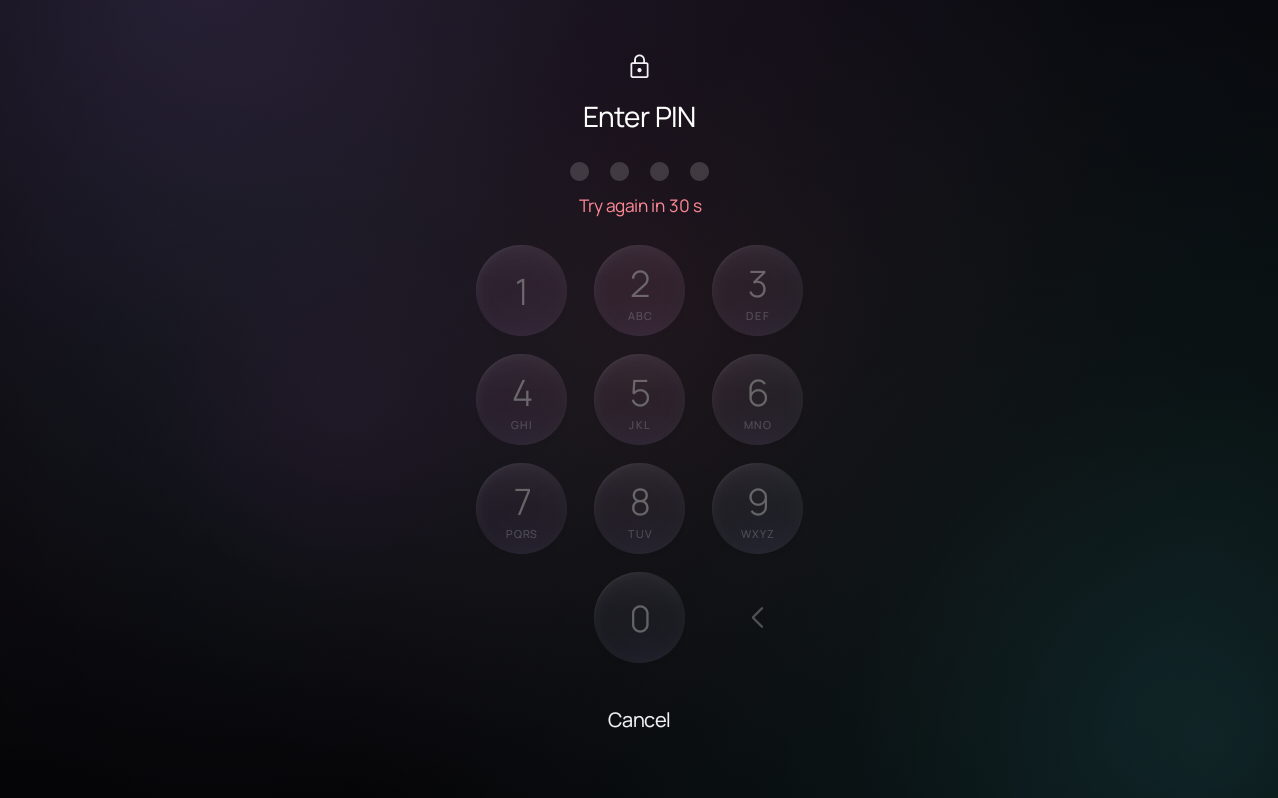 Enter PIN
Try again in 30 s
1
2
3
ABC
DEF
4
5
6
GHI
JKL
MNO
7
8
9
PQRS
TUV
WXYZ
0
Cancel